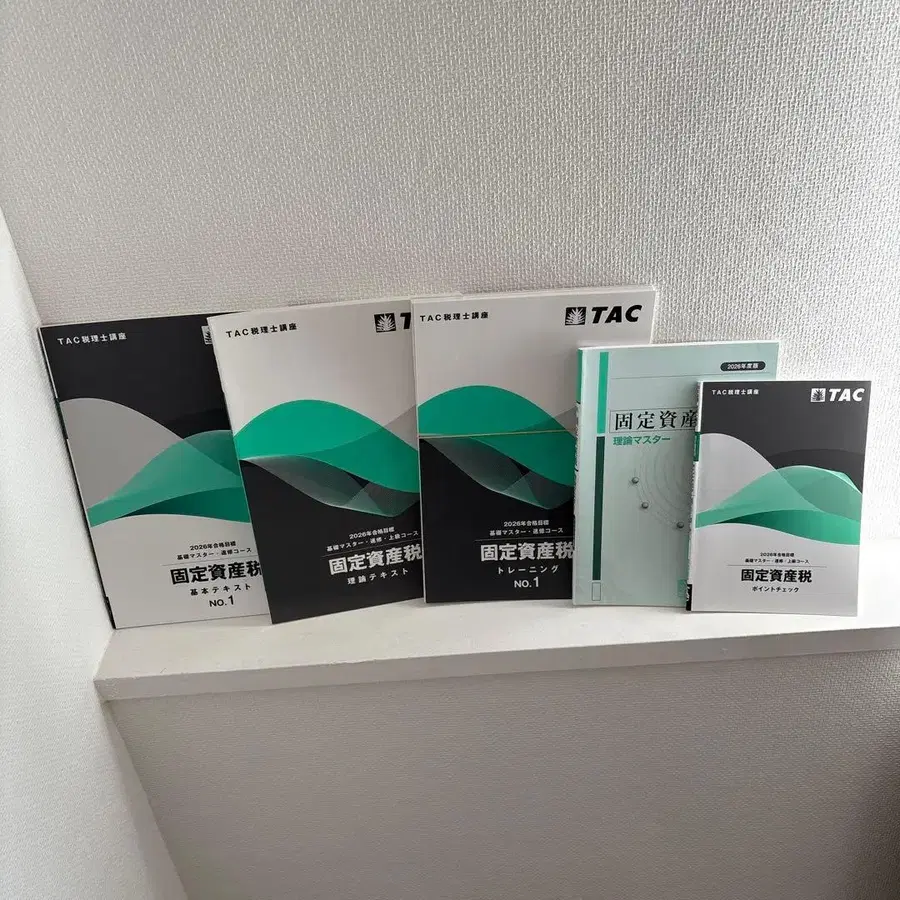 TAC税理士講座
2026年合格目標
基礎マスター・速修コース
固定資産税
基本テキスト
NO.1
TAC税理士講座
2026年合格目標
基礎マスター・速修・上級コース
固定資産税
理論テキスト
TAC税理士講座
TAC
2026年合格目標
基礎マスター・速修コース
固定資産税
トレーニング
NO.1
2026年度版
固定資産
理論マスター
TAC税理士講座
TAC
2026年合格目標
基礎マスター・速修・上級コース
固定資産税
ポイントチェック